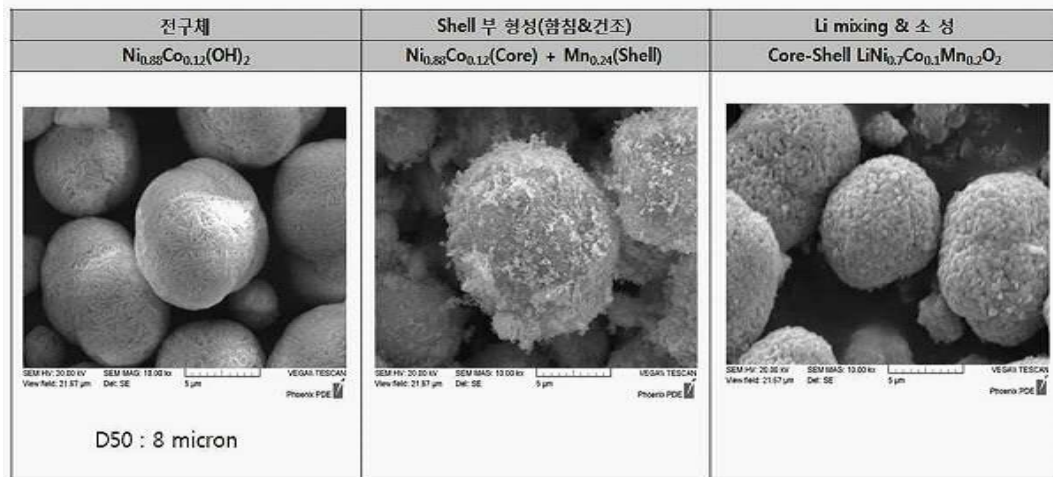 전구체
Shell 부 형성(함침&건조)
Li mixing & 소 성
Ni₀.₈₈Co₀.₁₂(OH)₂
Ni₀.₈₈Co₀.₁₂(Core) + Mn₀.₂₄(Shell)
Core-Shell LiNi₀.₇Co₀.₁Mn₀.₂O₂
SEM HV: 20.00 kV SEM MAG: 10.00 kx VEGA\\ TESCAN
View field: 21.67 µm Det: SE 5 µm
Phoenix PDE
SEM HV: 20.00 kV SEM MAG: 10.00 kx VEGA\\ TESCAN
View field: 21.67 µm Det: SE 5 µm
Phoenix PDE
SEM HV: 20.00 kV SEM MAG: 10.00 kx VEGA\\ TESCAN
View field: 21.67 µm Det: SE 5 µm
Phoenix PDE
D50 : 8 micron